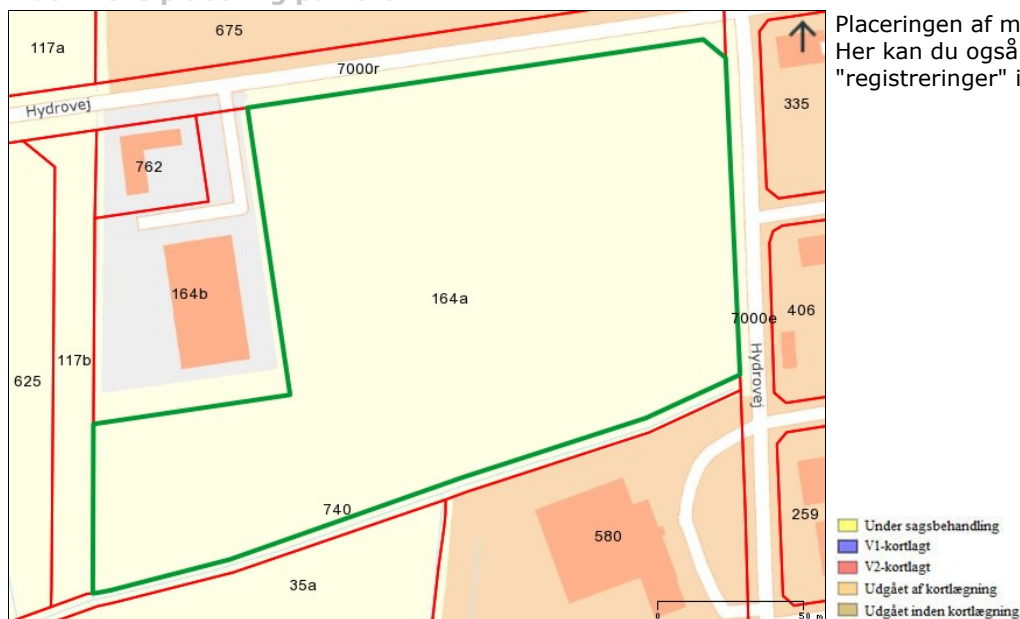 Placeringen af m
Her kan du også
"registreringer" i
117a
675
7000r
Hydrovej
335
762
164b
164a
7000e
406
117b
625
Hydrovej
740
580
259
35a
0
50 m
Under sagsbehandling
V1-kortlagt
V2-kortlagt
Udgået af kortlægning
Udgået inden kortlægning